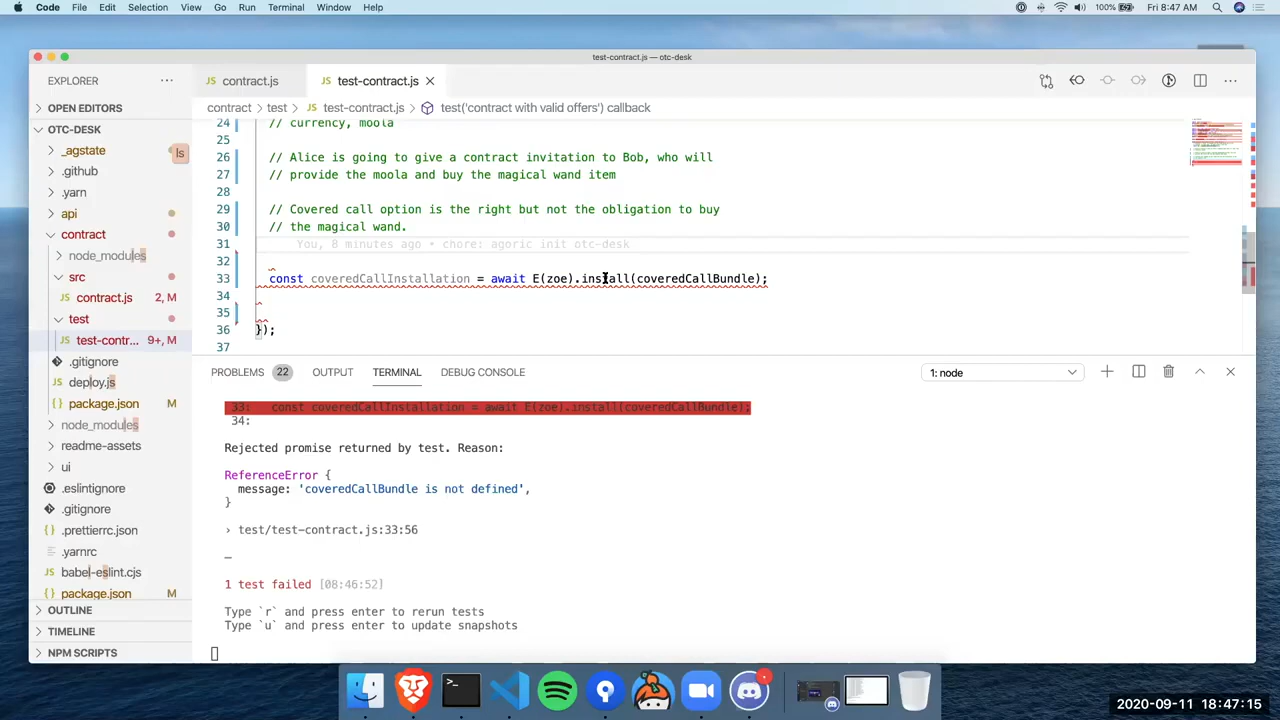 Code File Edit Selection View Go Run Terminal Window Help 100% Fri 8:47 AM
test-contract.js — otc-desk
EXPLORER
JS contract.js JS test-contract.js
OPEN EDITORS
contract > test > JS test-contract.js > test('contract with valid offers') callback
OTC-DESK
_agstate
is
.github
.yarn
api
contract
node_modules
src
JS contract.js 2, M
test
JS test-contr... 9+, M
.gitignore
deploy.js
package.json M
node_modules
readme-assets
ui
.eslintignore
.gitignore
.prettierrc.json
.yarnrc
babel-eslint.cjs
package.json M
OUTLINE
TIMELINE
NPM SCRIPTS
24 // currency, moola
25
26 // Alice is going to give a contract invitation to Bob, who will
27 // provide the moola and buy the magical wand item
28
29 // Covered call option is the right but not the obligation to buy
30 // the magical wand.
31 You, 8 minutes ago • chore: agoric init otc-desk
32
33 const coveredCallInstallation = await E(zoe).install(coveredCallBundle);
34
35
36 });
37
PROBLEMS 22 OUTPUT TERMINAL DEBUG CONSOLE 1: node
33: const coveredCallInstallation = await E(zoe).install(coveredCallBundle);
34:
Rejected promise returned by test. Reason:
ReferenceError {
message: 'coveredCallBundle is not defined',
}
› test/test-contract.js:33:56
─
1 test failed [08:46:52]
Type `r` and press enter to rerun tests
Type `u` and press enter to update snapshots
2020-09-11 18:47:15